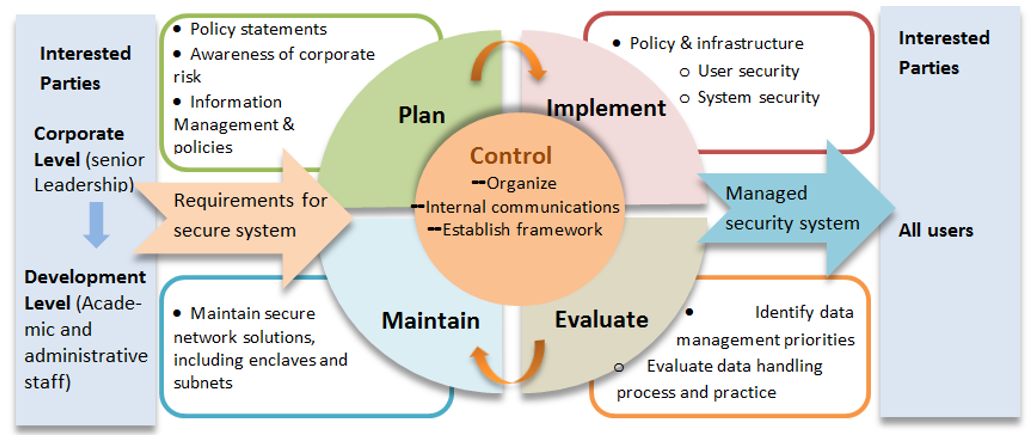 Interested
Parties
Corporate
Level (senior
Leadership)
Development
Level (Acade-
mic and
administrative
staff)
• Policy statements
• Awareness of corporate
risk
• Information
Management &
policies
Requirements for
secure system
• Maintain secure
network solutions,
including enclaves and
subnets
Plan
Implement
Control
--Organize
--Internal communications
--Establish framework
Maintain
Evaluate
• Policy & infrastructure
o User security
o System security
Managed
security system
• Identify data
management priorities
o Evaluate data handling
process and practice
Interested
Parties
All users